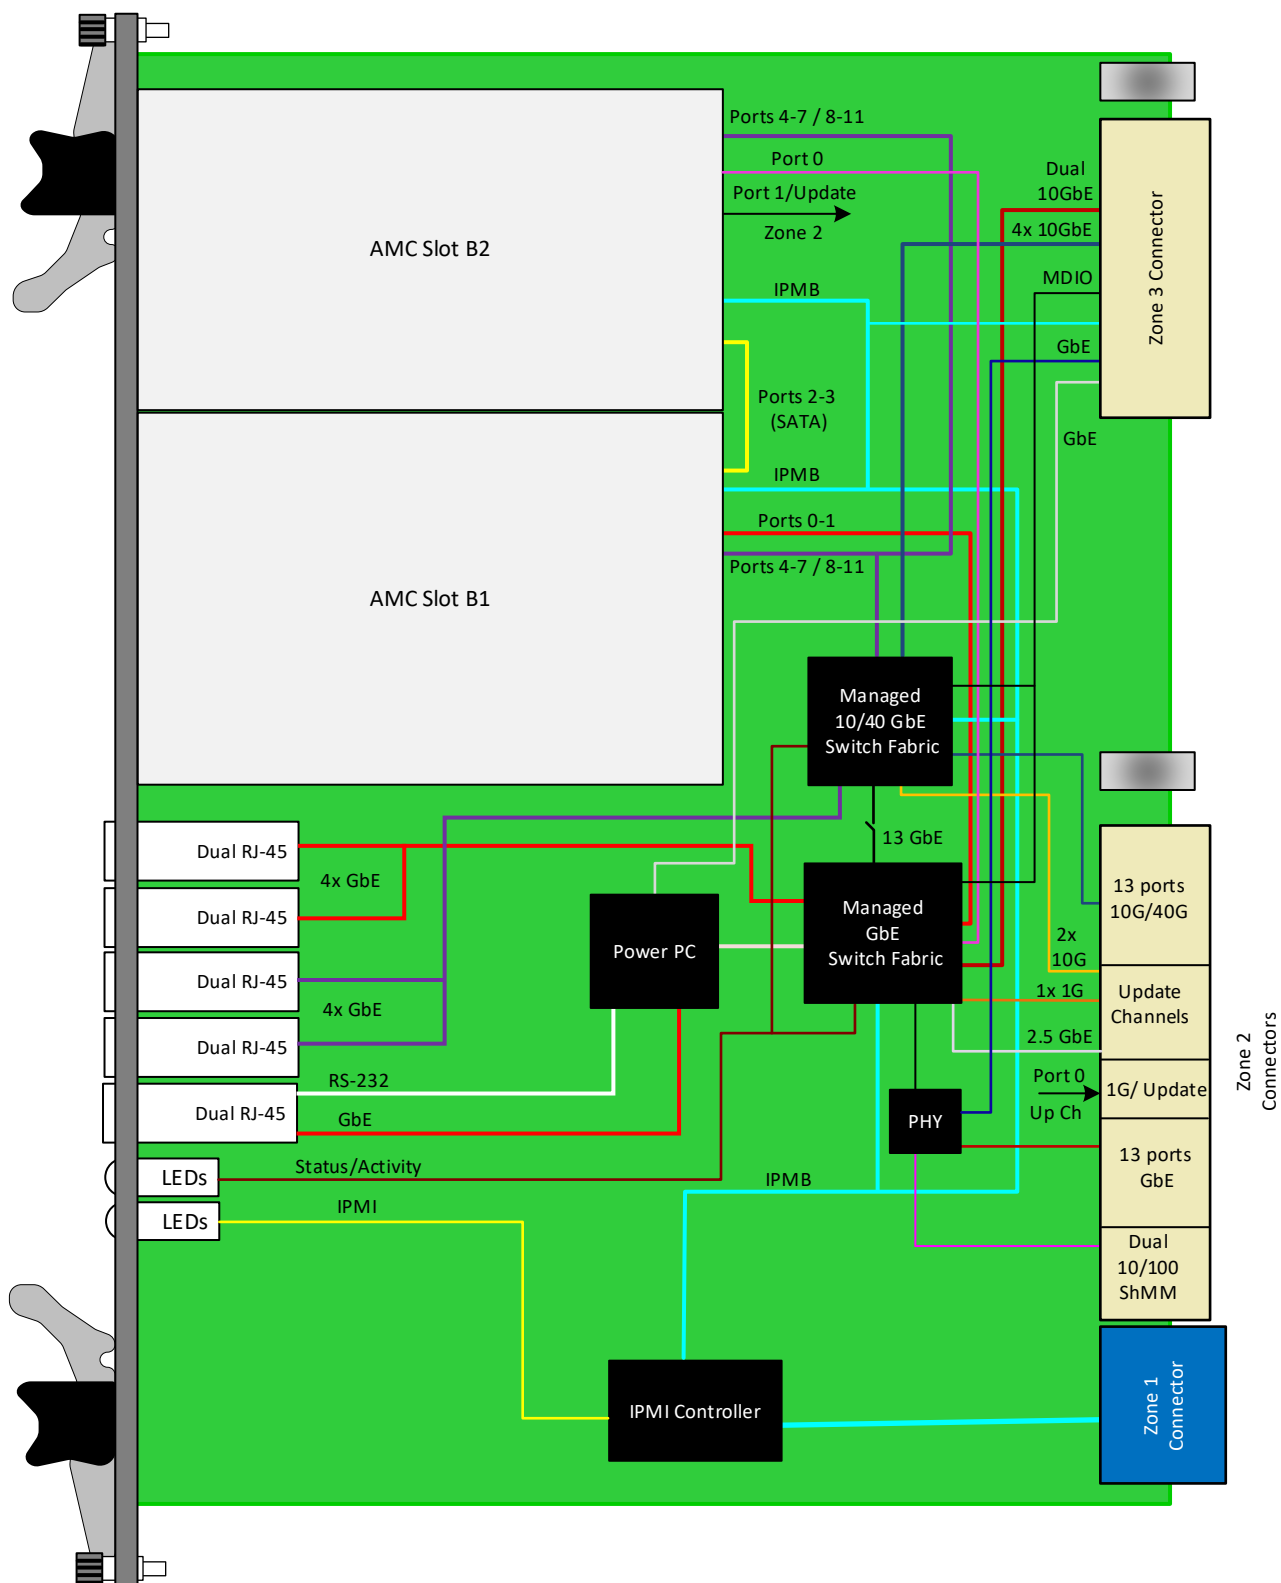 Ports 4-7 / 8-11
Port 0
Port 1/Update
Zone 2
AMC Slot B2
IPMB
Dual
10GbE
4x 10GbE
MDIO
GbE
GbE
Zone 3 Connector
Ports 2-3
(SATA)
IPMB
Ports 0-1
Ports 4-7 / 8-11
AMC Slot B1
Managed
10/40 GbE
Switch Fabric
13 GbE
Dual RJ-45
4x GbE
Dual RJ-45
Dual RJ-45
4x GbE
Dual RJ-45
RS-232
Dual RJ-45
GbE
Power PC
Managed
GbE
Switch Fabric
2x
10G
1x 1G
2.5 GbE
Port 0
Up Ch
13 ports
10G/40G
Update
Channels
1G/ Update
13 ports
GbE
Dual
10/100
ShMM
Zone 2
Connectors
PHY
LEDs
Status/Activity
LEDs
IPMI
IPMB
IPMI Controller
Zone 1
Connector